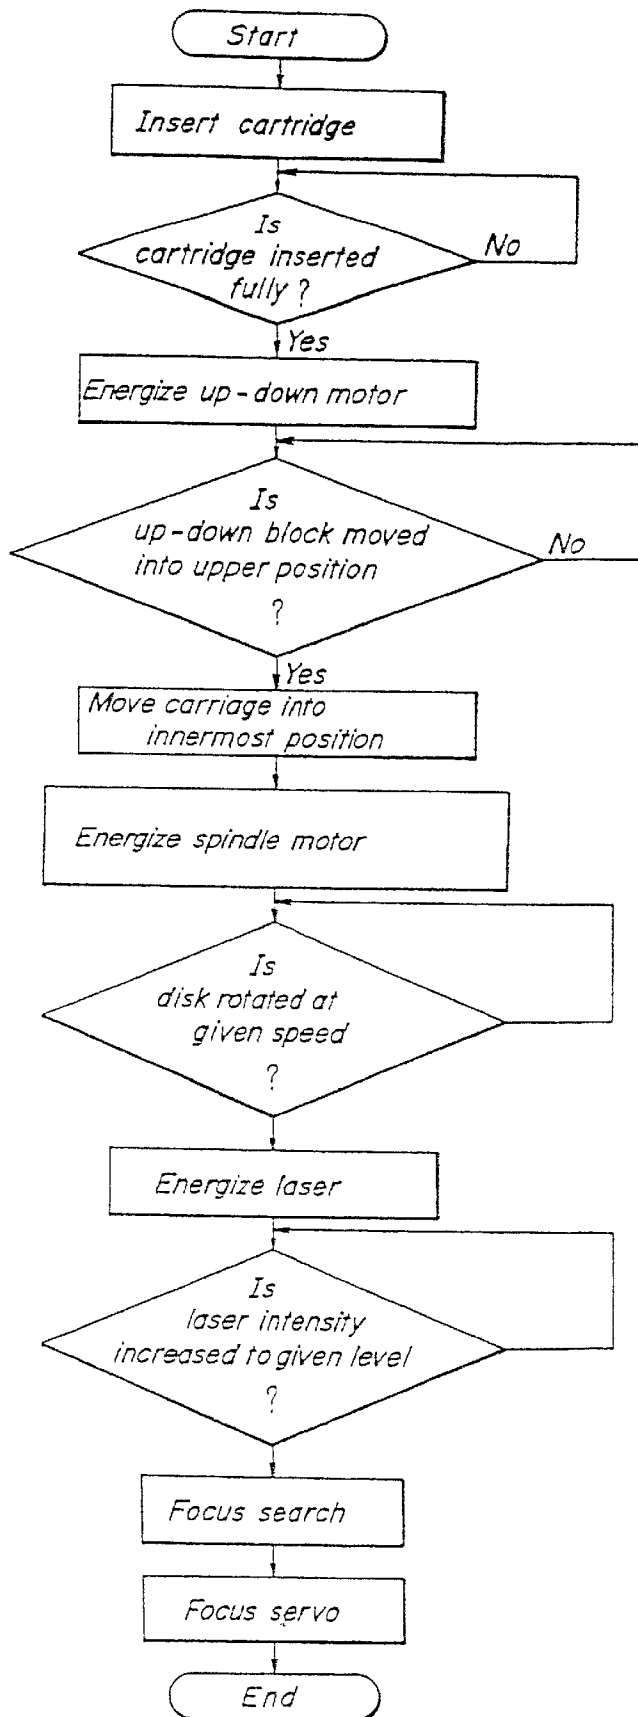 Start
Insert cartridge
Is
cartridge inserted
fully ?
No
Yes
Energize up-down motor
Is
up-down block moved
into upper position
?
No
Yes
Move carriage into
innermost position
Energize spindle motor
Is
disk rotated at
given speed
?
Energize laser
Is
laser intensity
increased to given level
?
Focus search
Focus servo
End